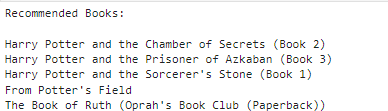 Recommended Books:
Harry Potter and the Chamber of Secrets (Book 2)
Harry Potter and the Prisoner of Azkaban (Book 3)
Harry Potter and the Sorcerer's Stone (Book 1)
From Potter's Field
The Book of Ruth (Oprah's Book Club (Paperback))